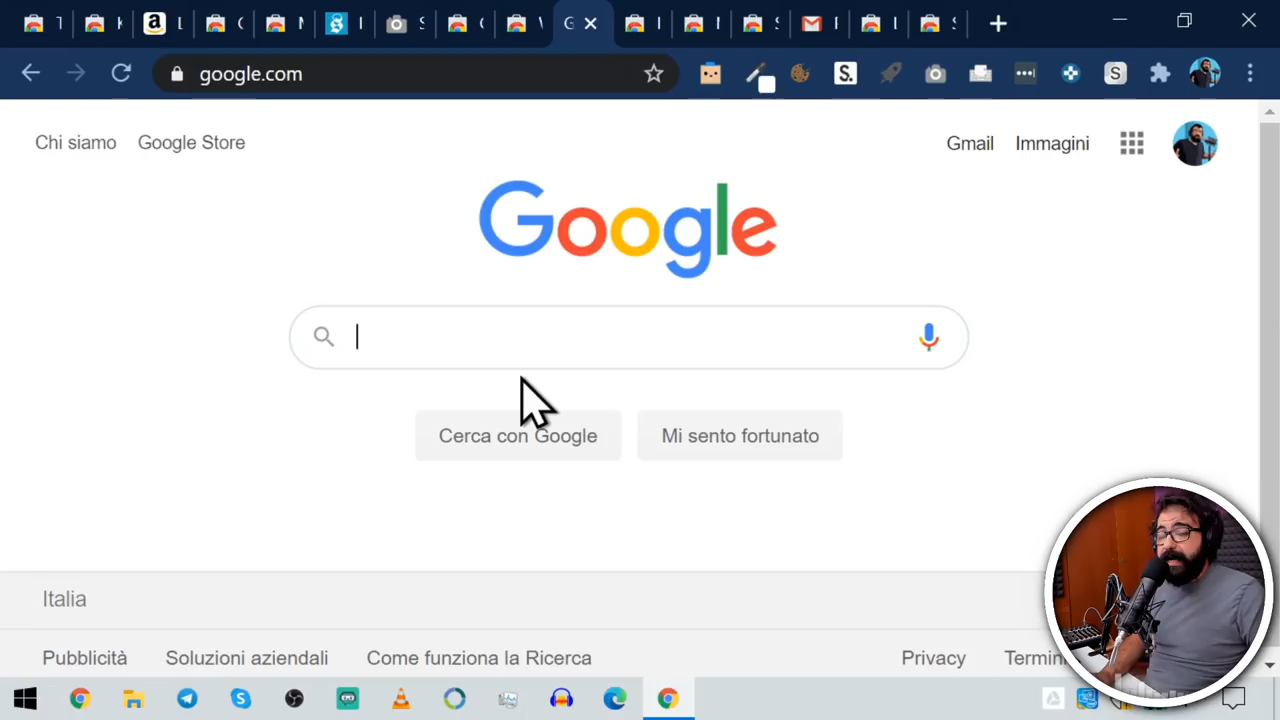 google.com
S.
S
Chi siamo
Google Store
Gmail
Immagini
Google
Cerca con Google
Mi sento fortunato
Italia
Pubblicità
Soluzioni aziendali
Come funziona la Ricerca
Privacy